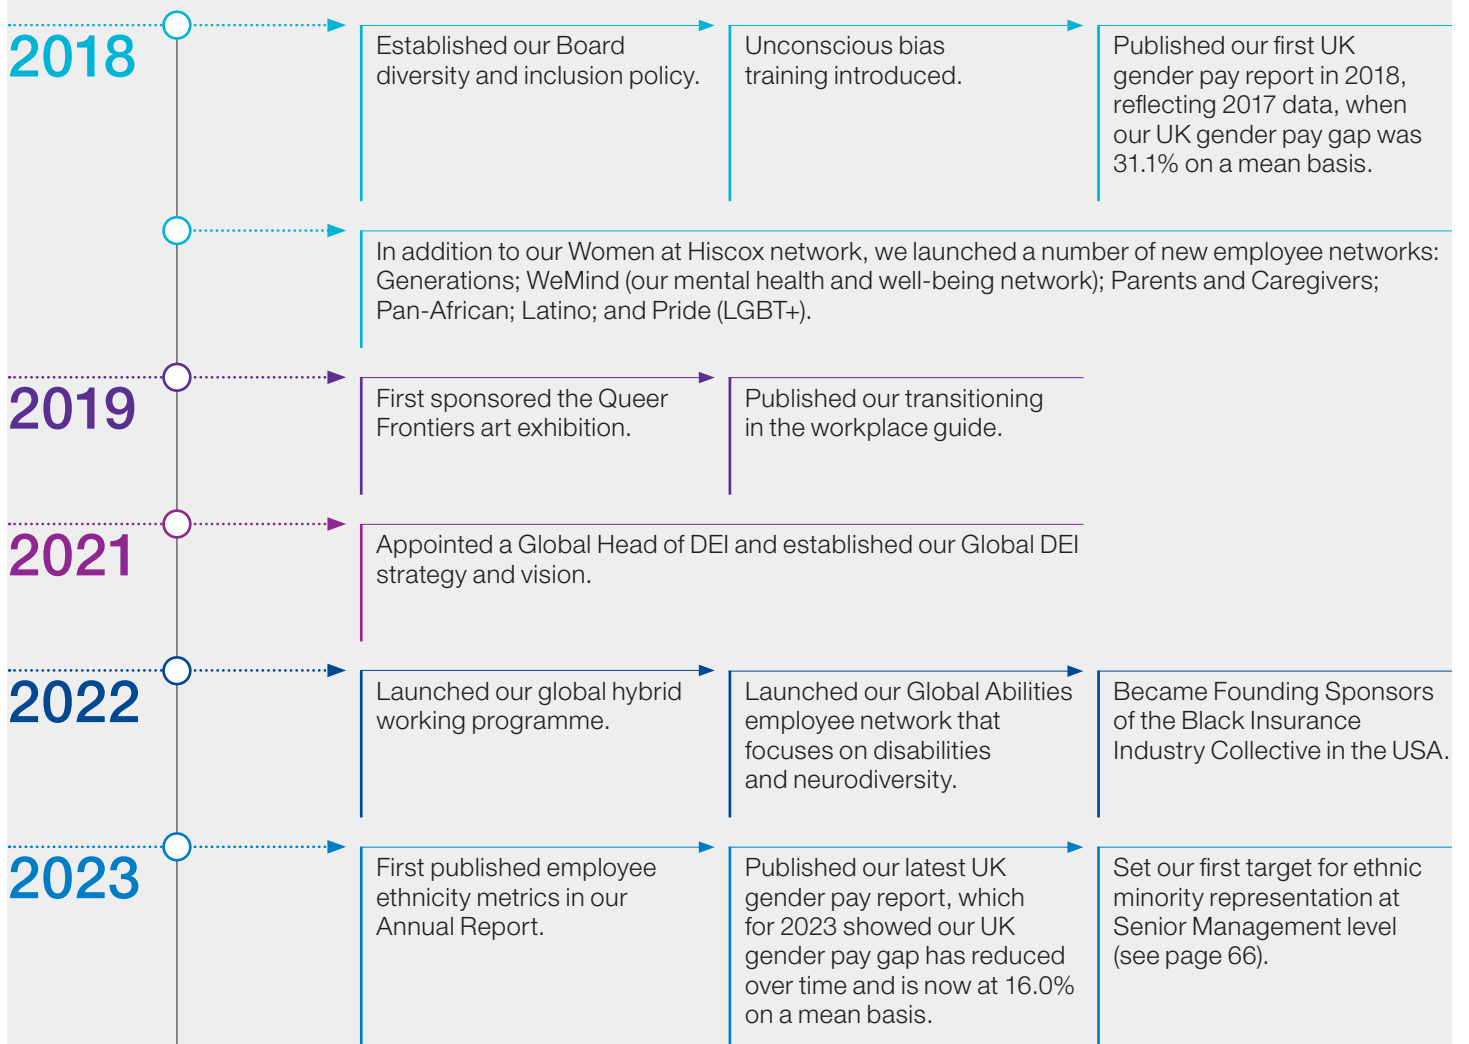 2018
Established our Board
diversity and inclusion policy.
Unconscious bias
training introduced.
Published our first UK
gender pay report in 2018,
reflecting 2017 data, when
our UK gender pay gap was
31.1% on a mean basis.
In addition to our Women at Hiscox network, we launched a number of new employee networks:
Generations; WeMind (our mental health and well-being network); Parents and Caregivers;
Pan-African; Latino; and Pride (LGBT+).
2019
First sponsored the Queer
Frontiers art exhibition.
Published our transitioning
in the workplace guide.
2021
Appointed a Global Head of DEI and established our Global DEI
strategy and vision.
2022
Launched our global hybrid
working programme.
Launched our Global Abilities
employee network that
focuses on disabilities
and neurodiversity.
Became Founding Sponsors
of the Black Insurance
Industry Collective in the USA.
2023
First published employee
ethnicity metrics in our
Annual Report.
Published our latest UK
gender pay report, which
for 2023 showed our UK
gender pay gap has reduced
over time and is now at 16.0%
on a mean basis.
Set our first target for ethnic
minority representation at
Senior Management level
(see page 66).